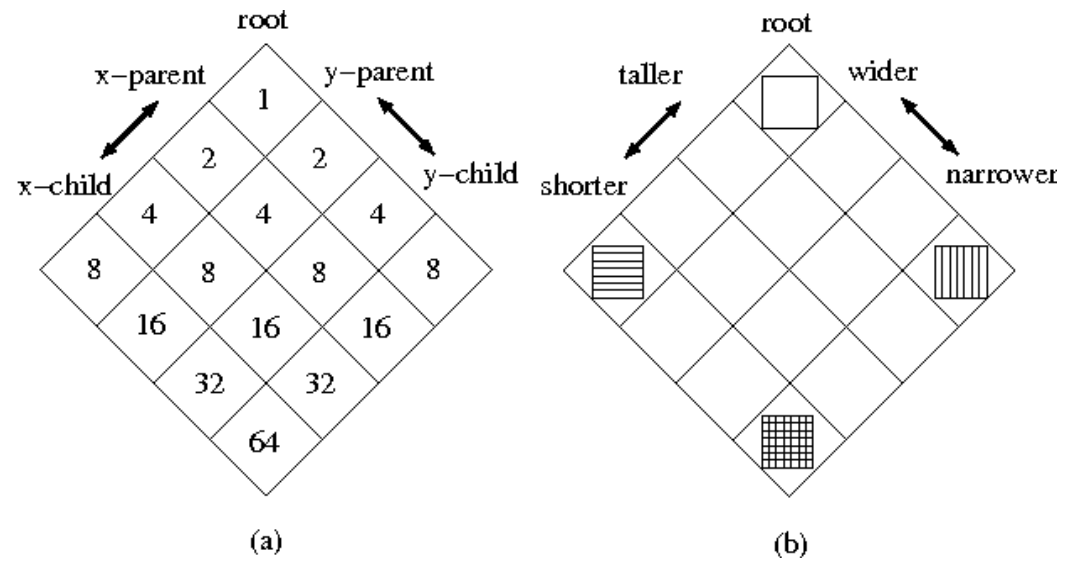 root
x-parent
y-parent
x-child
y-child
1
2 2
4 4 4
8 8 8 8
16 16 16
32 32
64
(a)
root
taller
wider
shorter
narrower
(b)